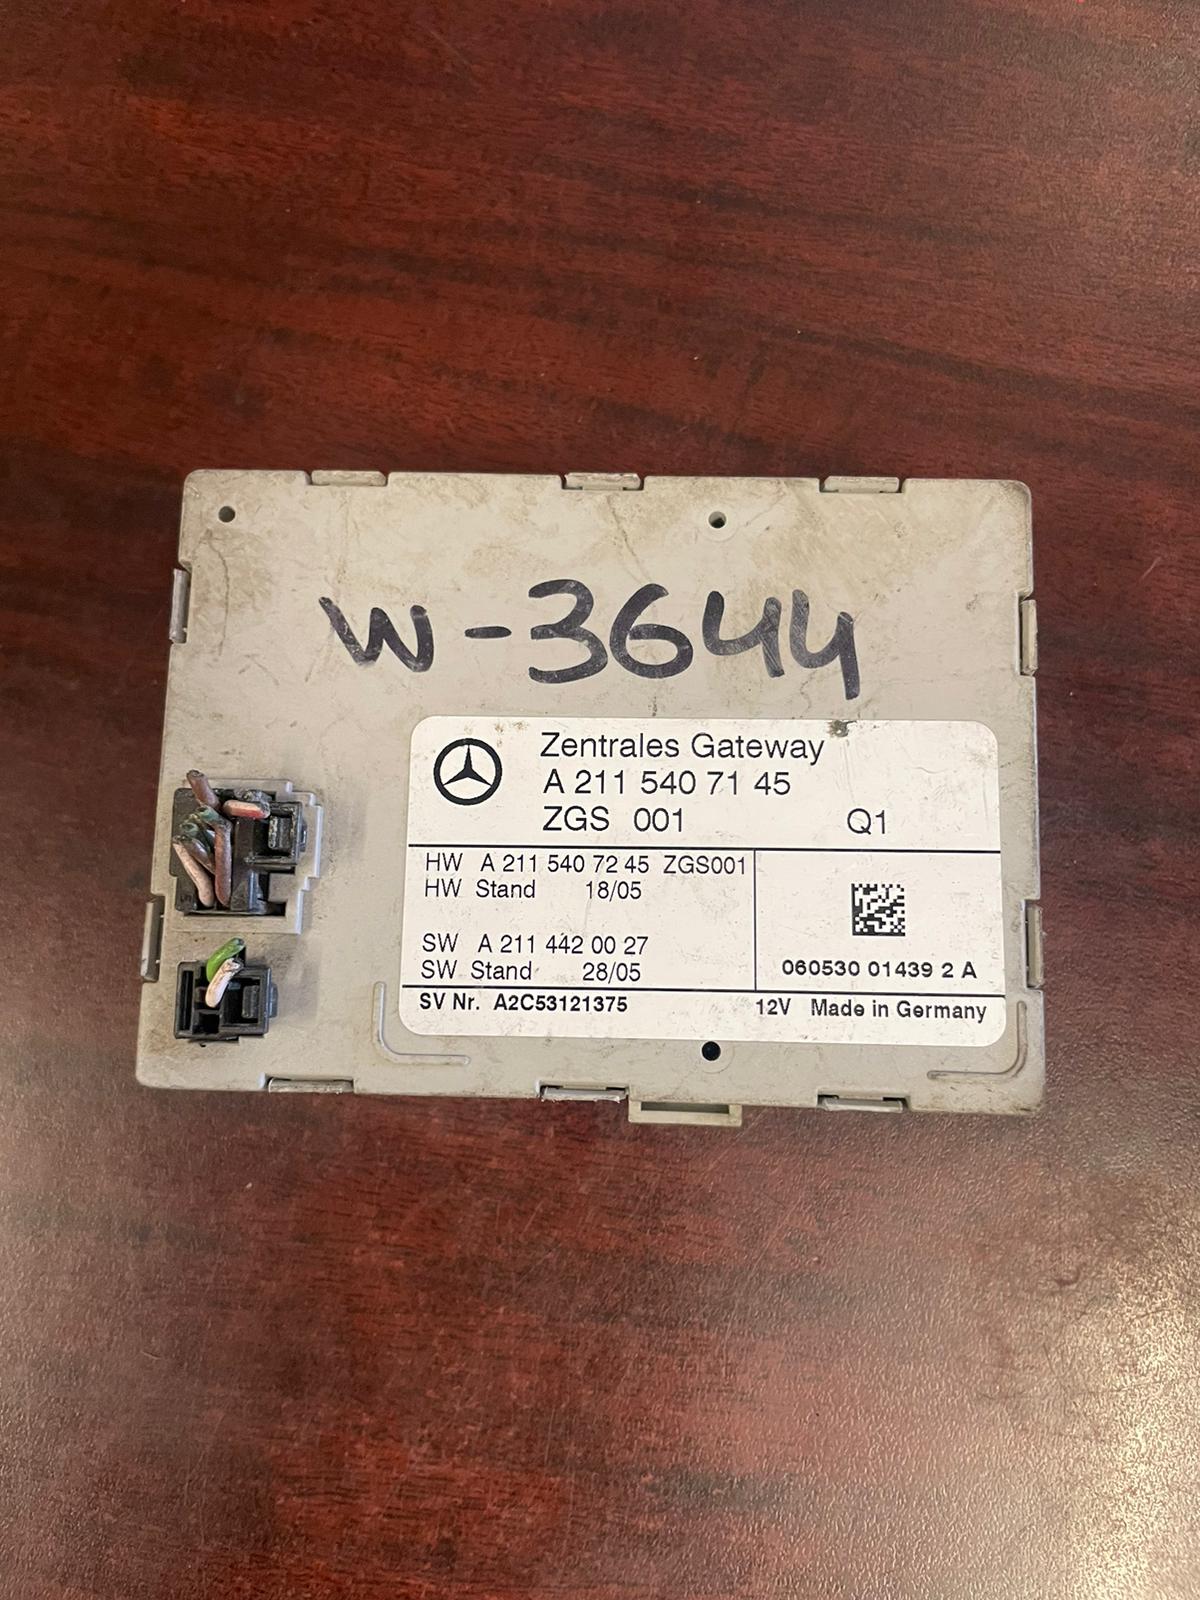 W-3644
Zentrales Gateway
A 211 540 71 45
ZGS 001 Q1
HW A 211 540 72 45 ZGS001
HW Stand 18/05
SW A 211 442 00 27
SW Stand 28/05
060530 01439 2 A
SV Nr. A2C53121375 12V Made in Germany